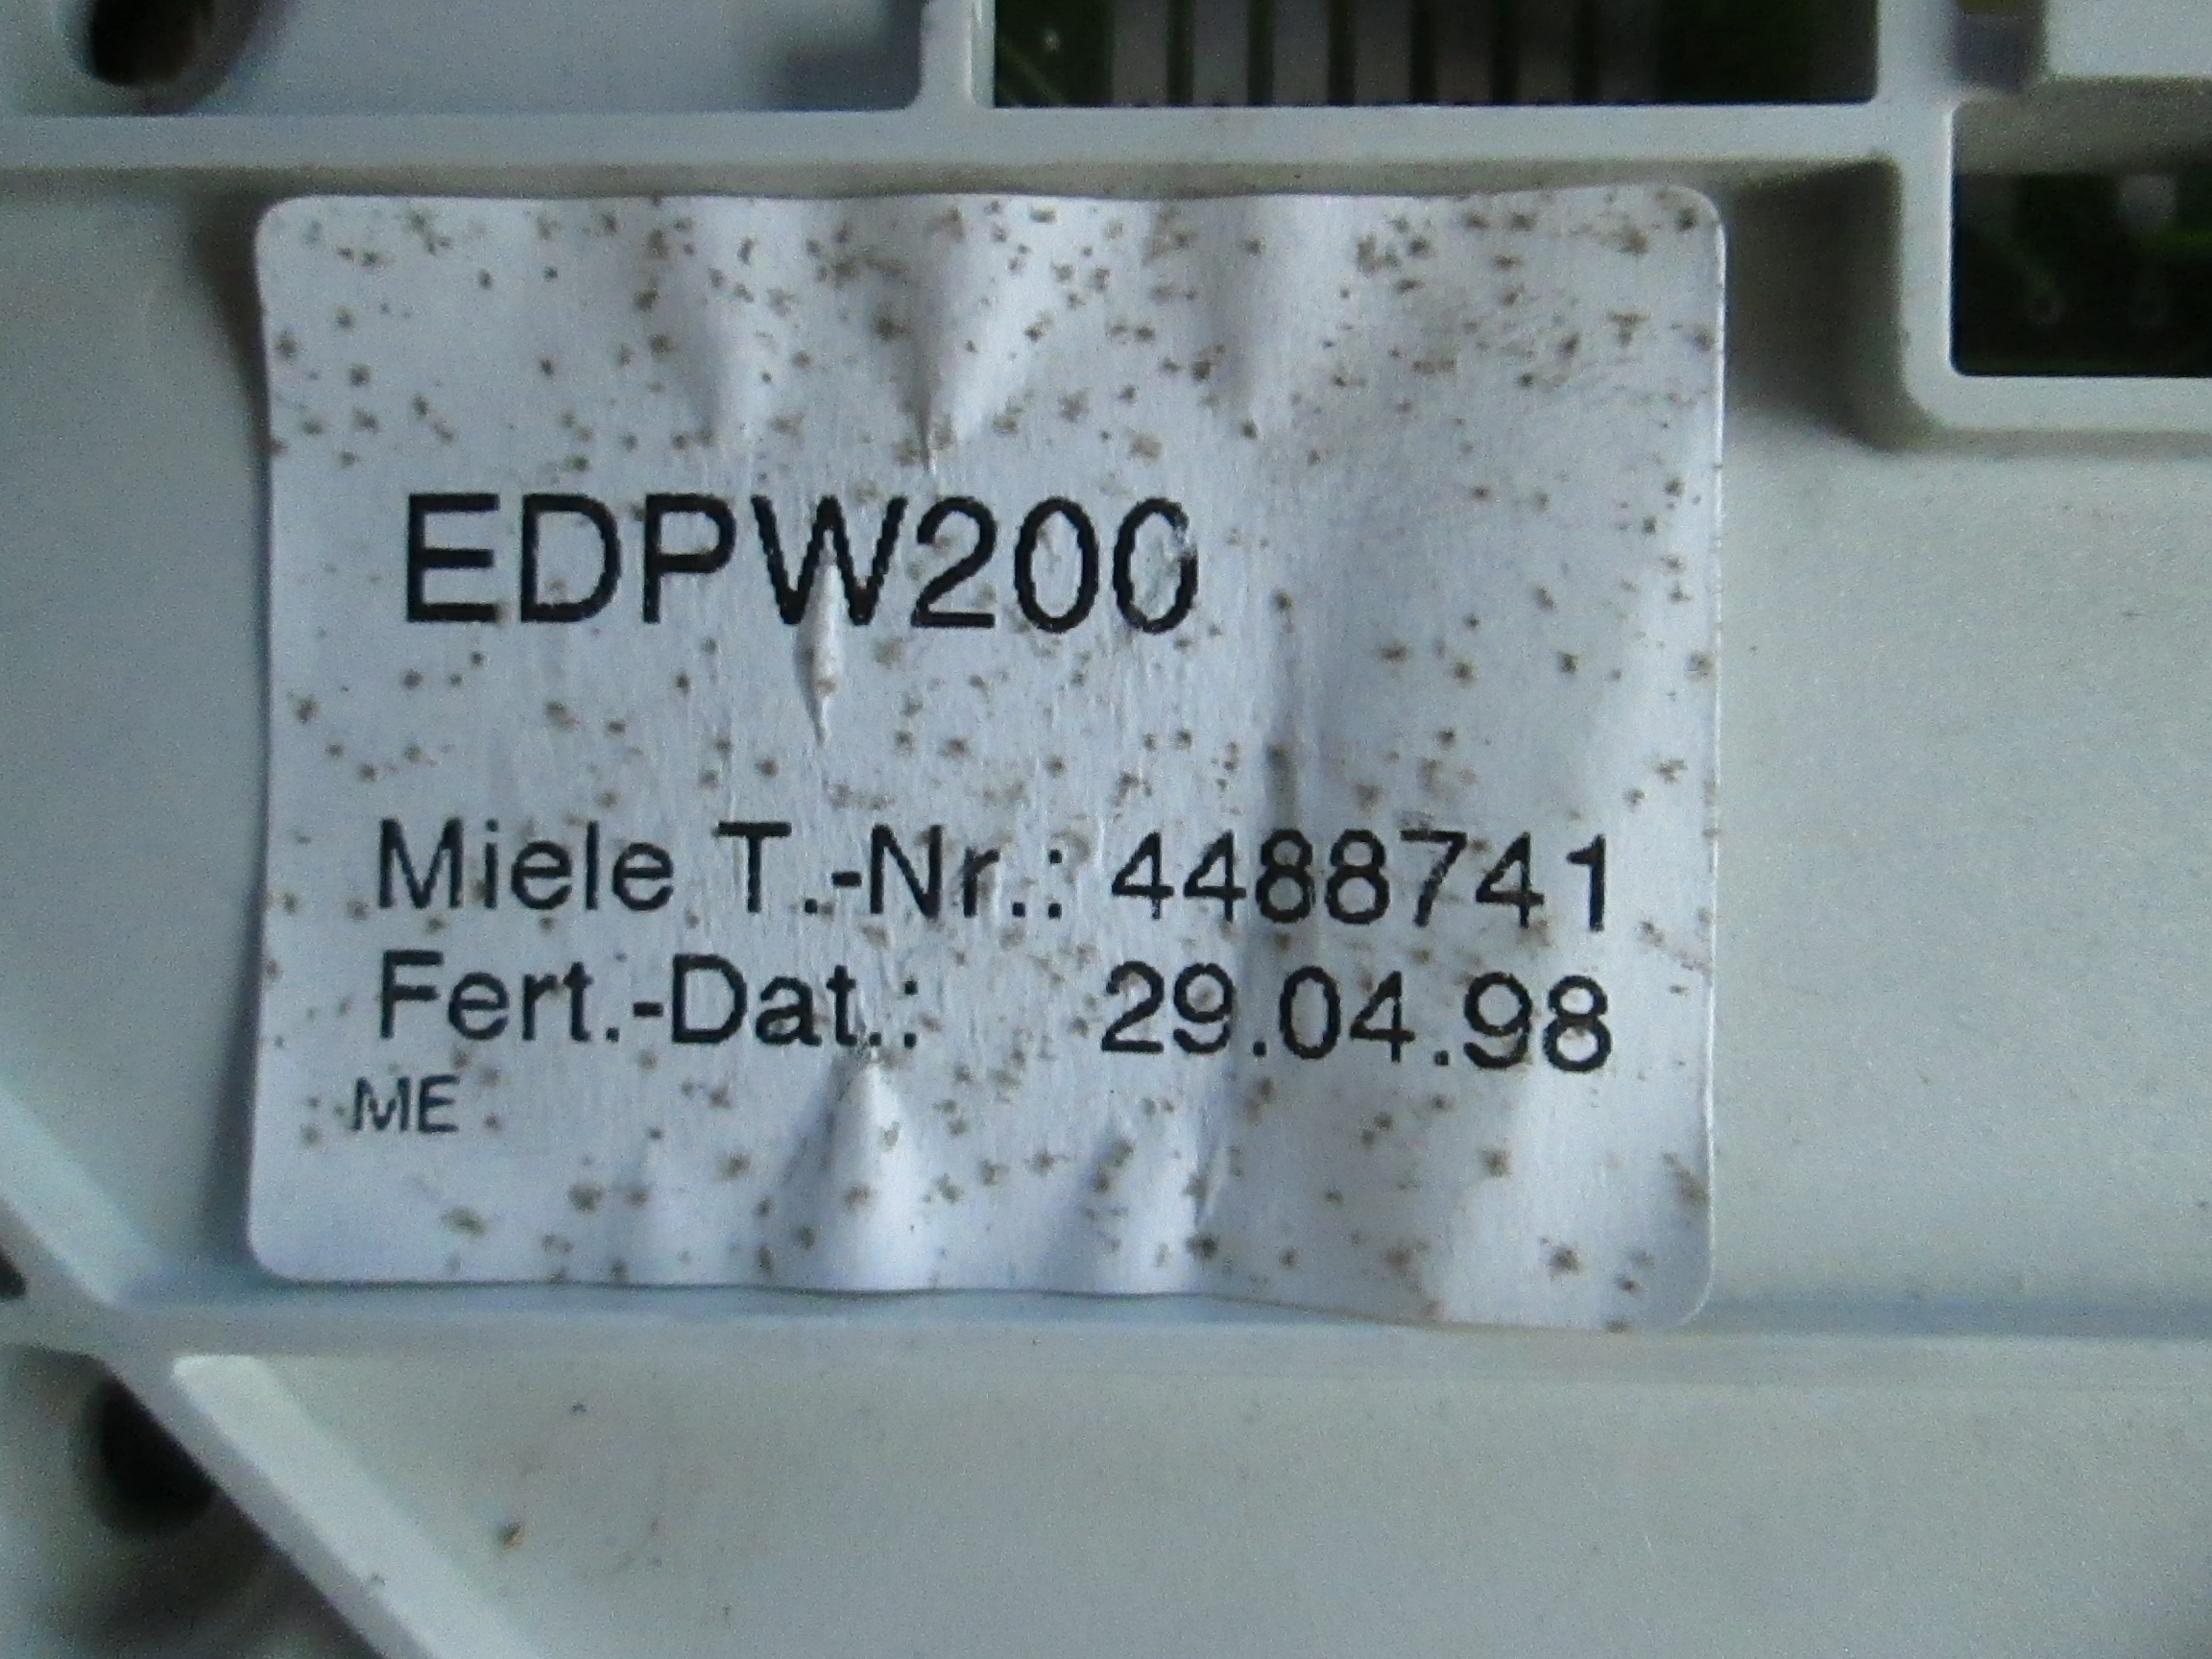 EDPW200
Miele T.-Nr.: 4488741
Fert.-Dat.: 29.04.98
ME